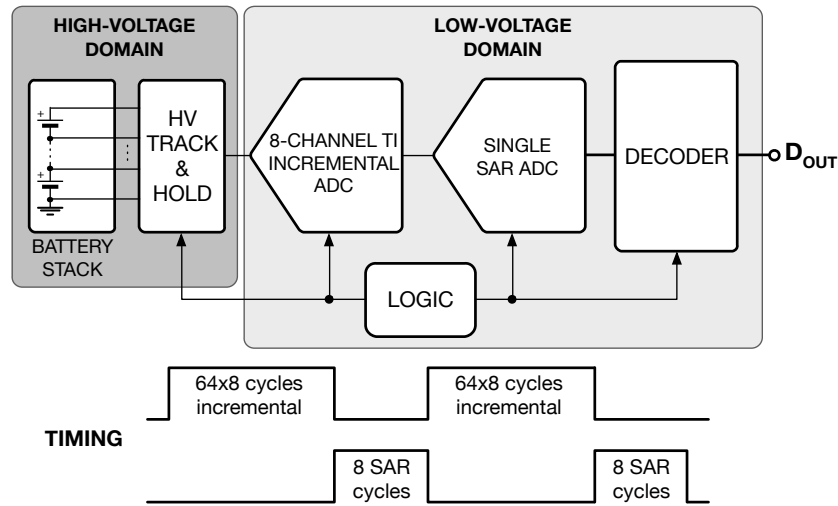 HIGH-VOLTAGE
DOMAIN
LOW-VOLTAGE
DOMAIN
+
+
HV
TRACK
&
HOLD
8-CHANNEL TI
INCREMENTAL
ADC
SINGLE
SAR ADC
DECODER
DOUT
BATTERY
STACK
LOGIC
64x8 cycles
incremental
64x8 cycles
incremental
TIMING
8 SAR
cycles
8 SAR
cycles